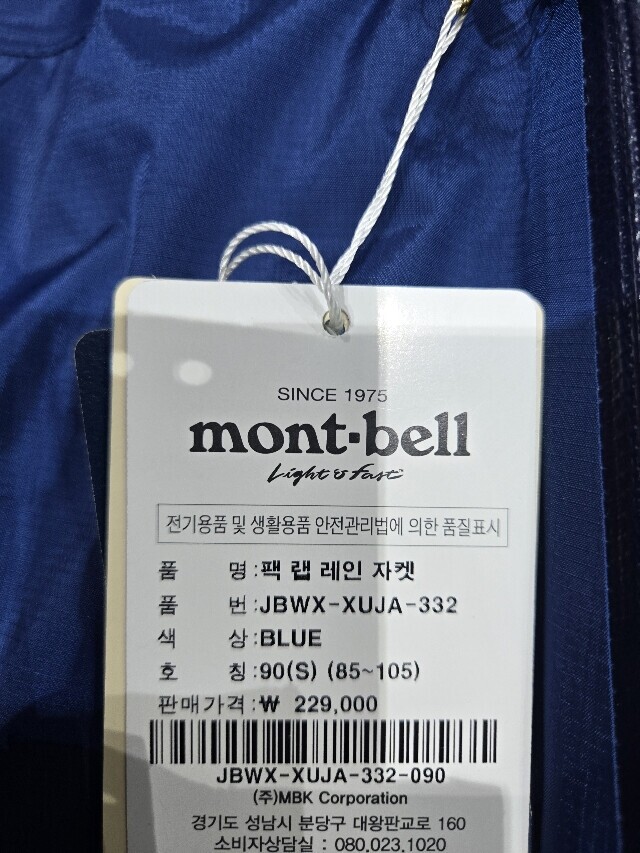 SINCE 1975
mont-bell
Light & Fast
전기용품 및 생활용품 안전관리법에 의한 품질표시
품 명 : 팩 랩 레인 자켓
품 번 : JBWX-XUJA-332
색 상 : BLUE
호 칭 : 90(S) (85~105)
판매가격 : ₩ 229,000
JBWX-XUJA-332-090
(주)MBK Corporation
경기도 성남시 분당구 대왕판교로 160
소비자상담실 : 080.023.1020